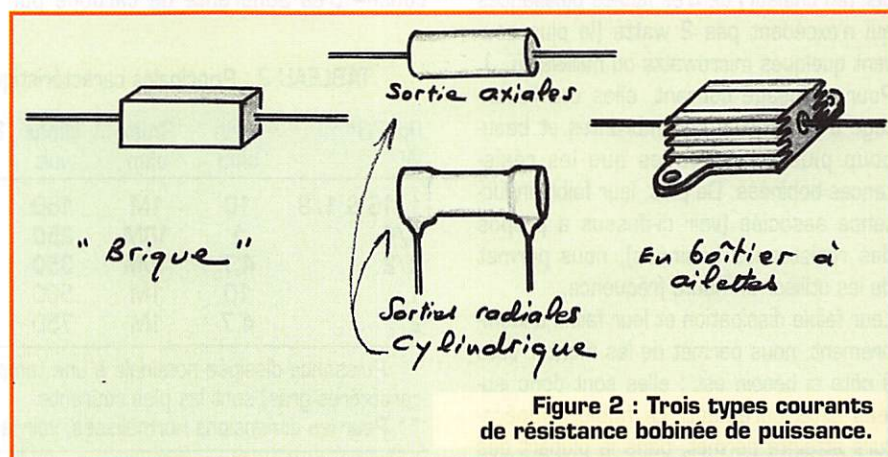 Sortie axiales
" Brique "
Sorties radiales
Cylindrique
En boîtier à
ailettes
Figure 2 : Trois types courants
de résistance bobinée de puissance.